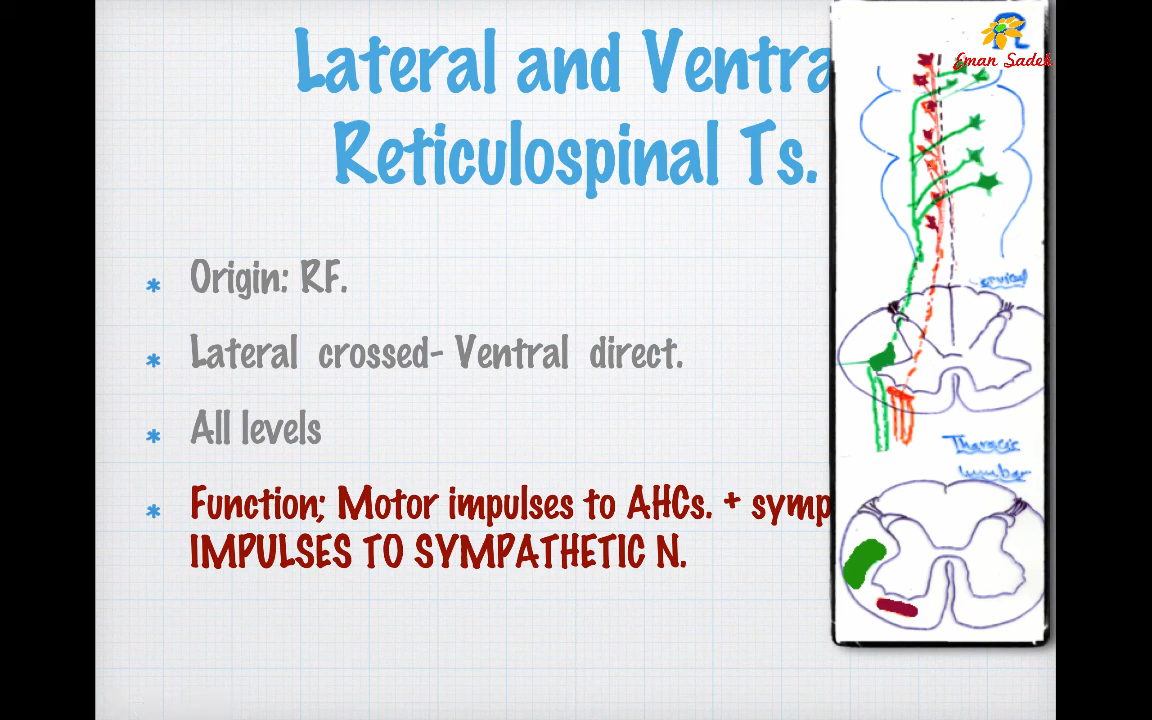 Lateral and Ventra
Reticulospinal Ts.
* Origin: RF.
* Lateral crossed- Ventral direct.
* All levels
* Function; Motor impulses to AHCs. + symp
IMPULSES TO SYMPATHETIC N.
Eman Sadek
Thoracic
lumbar